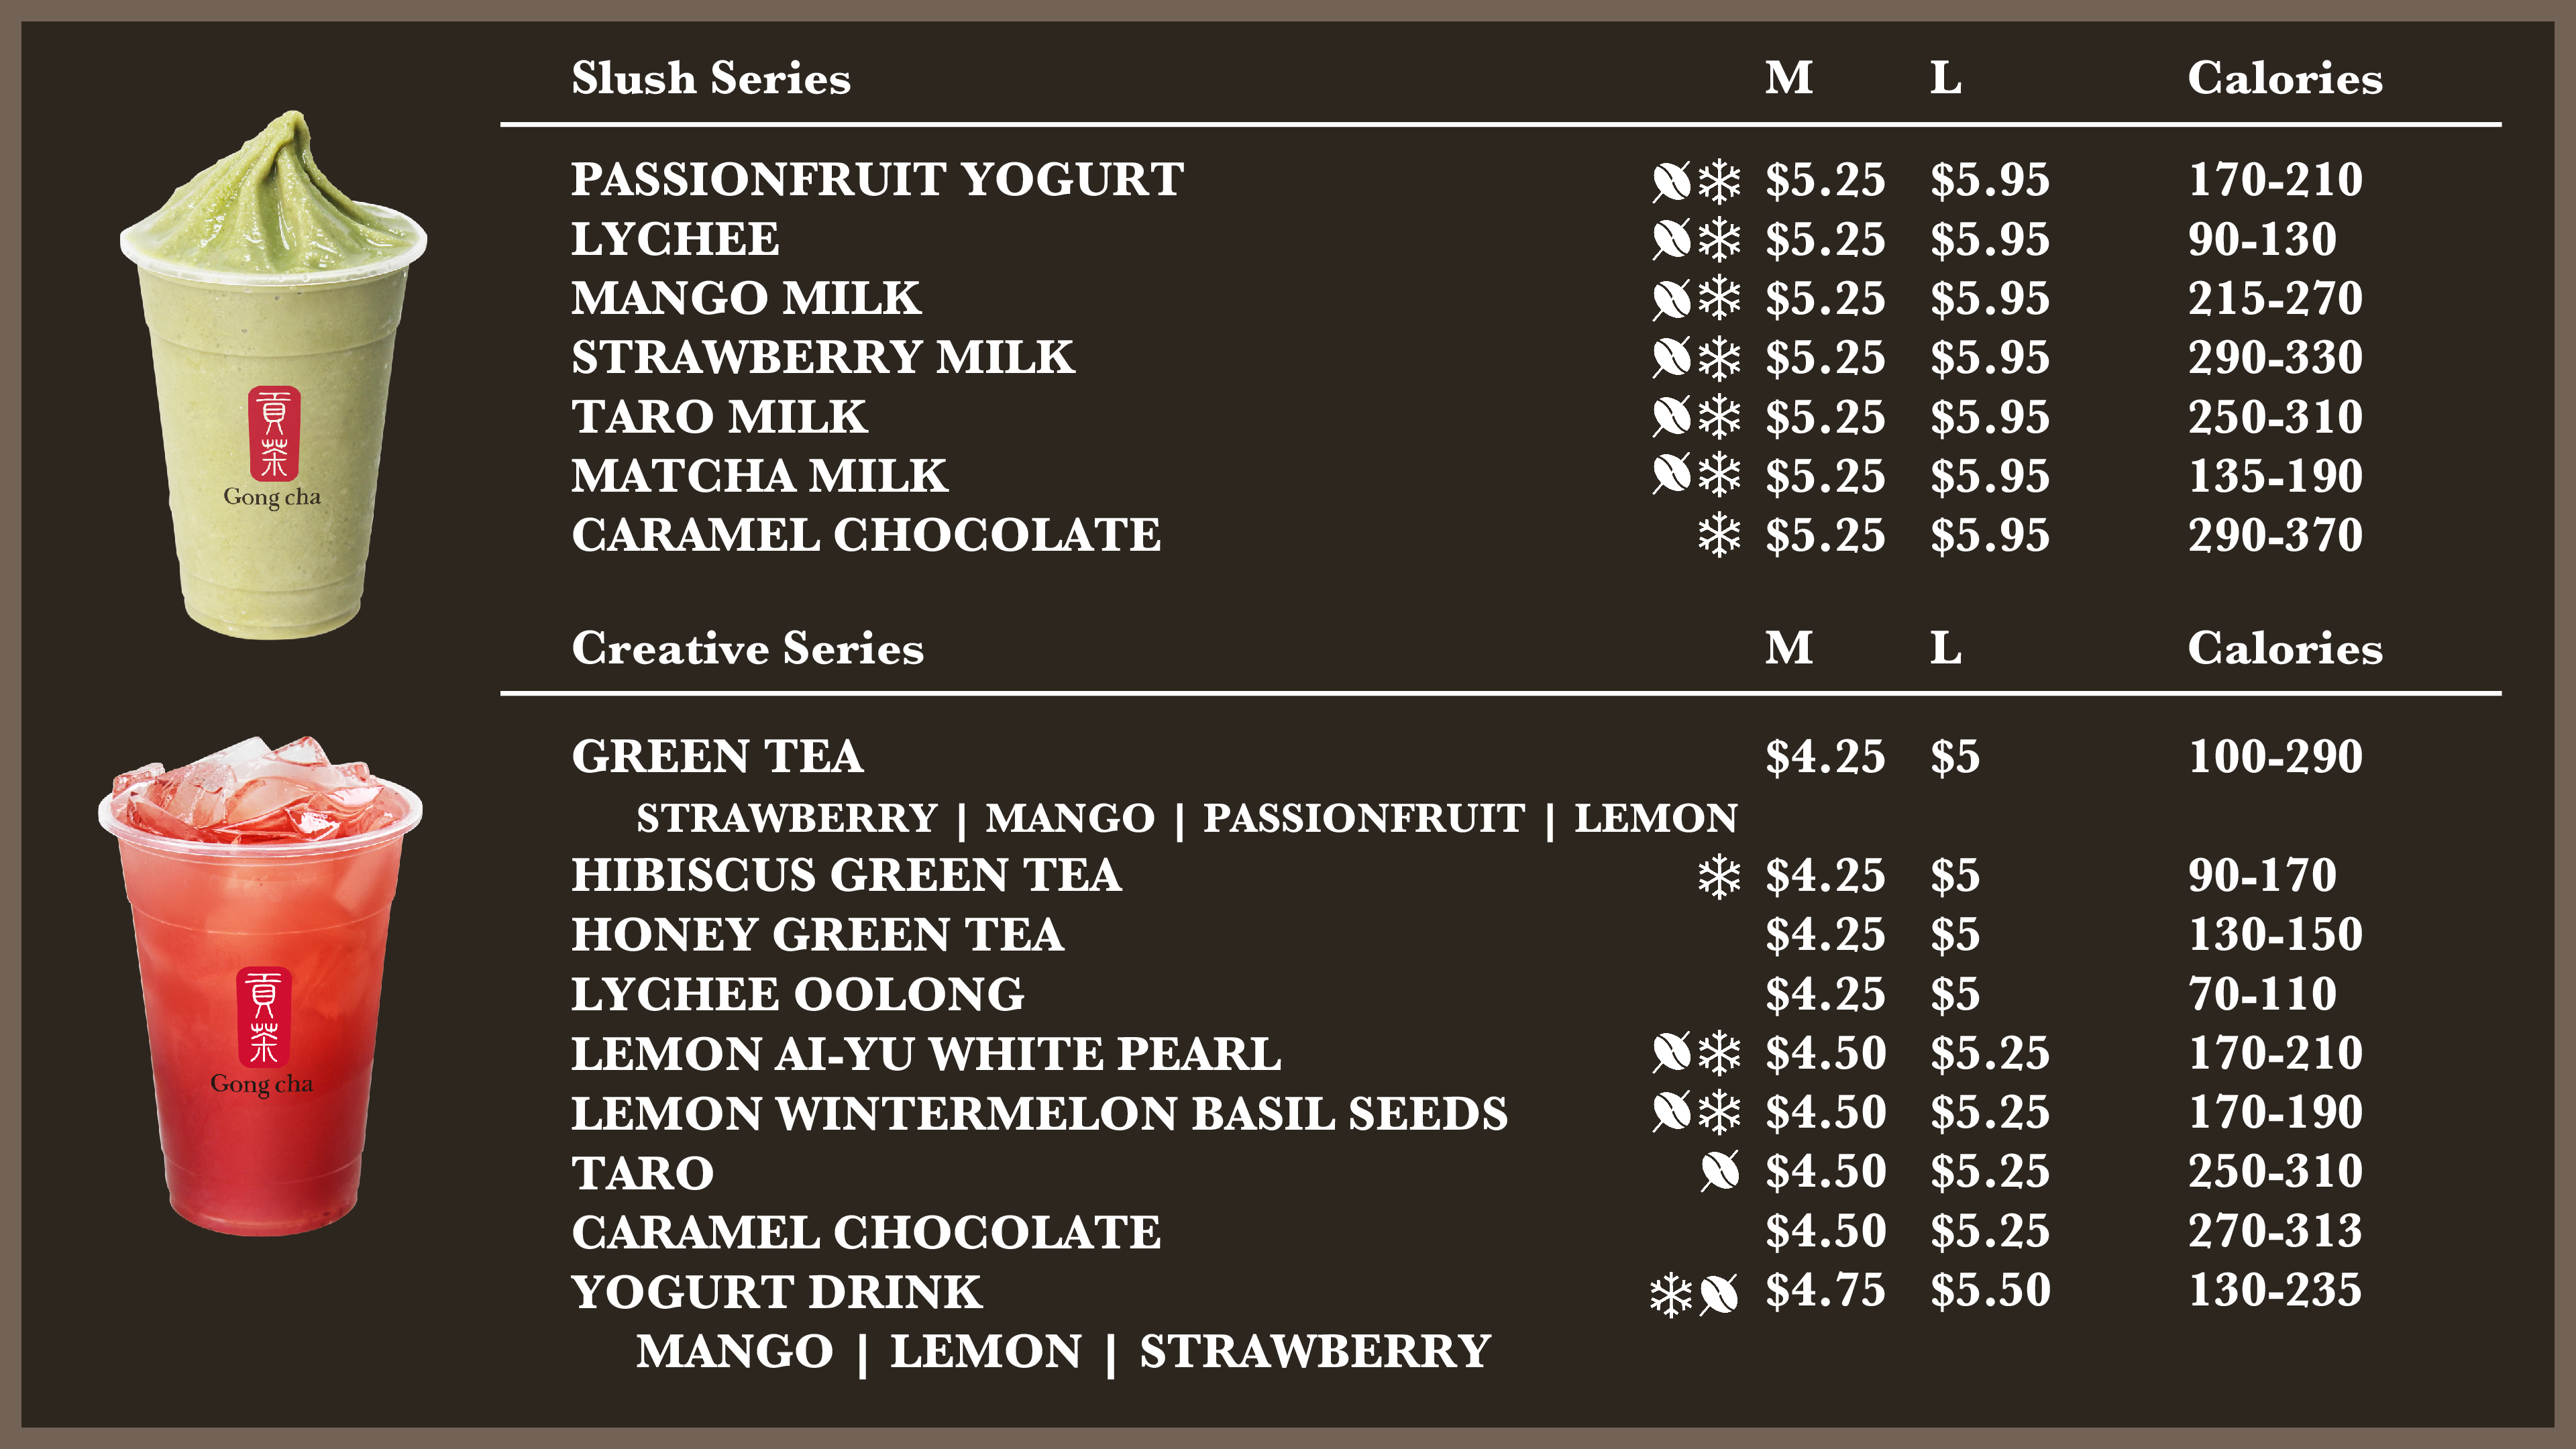 Slush Series M L Calories
PASSIONFRUIT YOGURT $5.25 $5.95 170-210
LYCHEE $5.25 $5.95 90-130
MANGO MILK $5.25 $5.95 215-270
STRAWBERRY MILK $5.25 $5.95 290-330
TARO MILK $5.25 $5.95 250-310
MATCHA MILK $5.25 $5.95 135-190
CARAMEL CHOCOLATE $5.25 $5.95 290-370
貢茶
Gong cha
Creative Series M L Calories
GREEN TEA $4.25 $5 100-290
STRAWBERRY | MANGO | PASSIONFRUIT | LEMON
HIBISCUS GREEN TEA $4.25 $5 90-170
HONEY GREEN TEA $4.25 $5 130-150
LYCHEE OOLONG $4.25 $5 70-110
LEMON AI-YU WHITE PEARL $4.50 $5.25 170-210
LEMON WINTERMELON BASIL SEEDS $4.50 $5.25 170-190
TARO $4.50 $5.25 250-310
CARAMEL CHOCOLATE $4.50 $5.25 270-313
YOGURT DRINK $4.75 $5.50 130-235
MANGO | LEMON | STRAWBERRY
貢茶
Gong cha